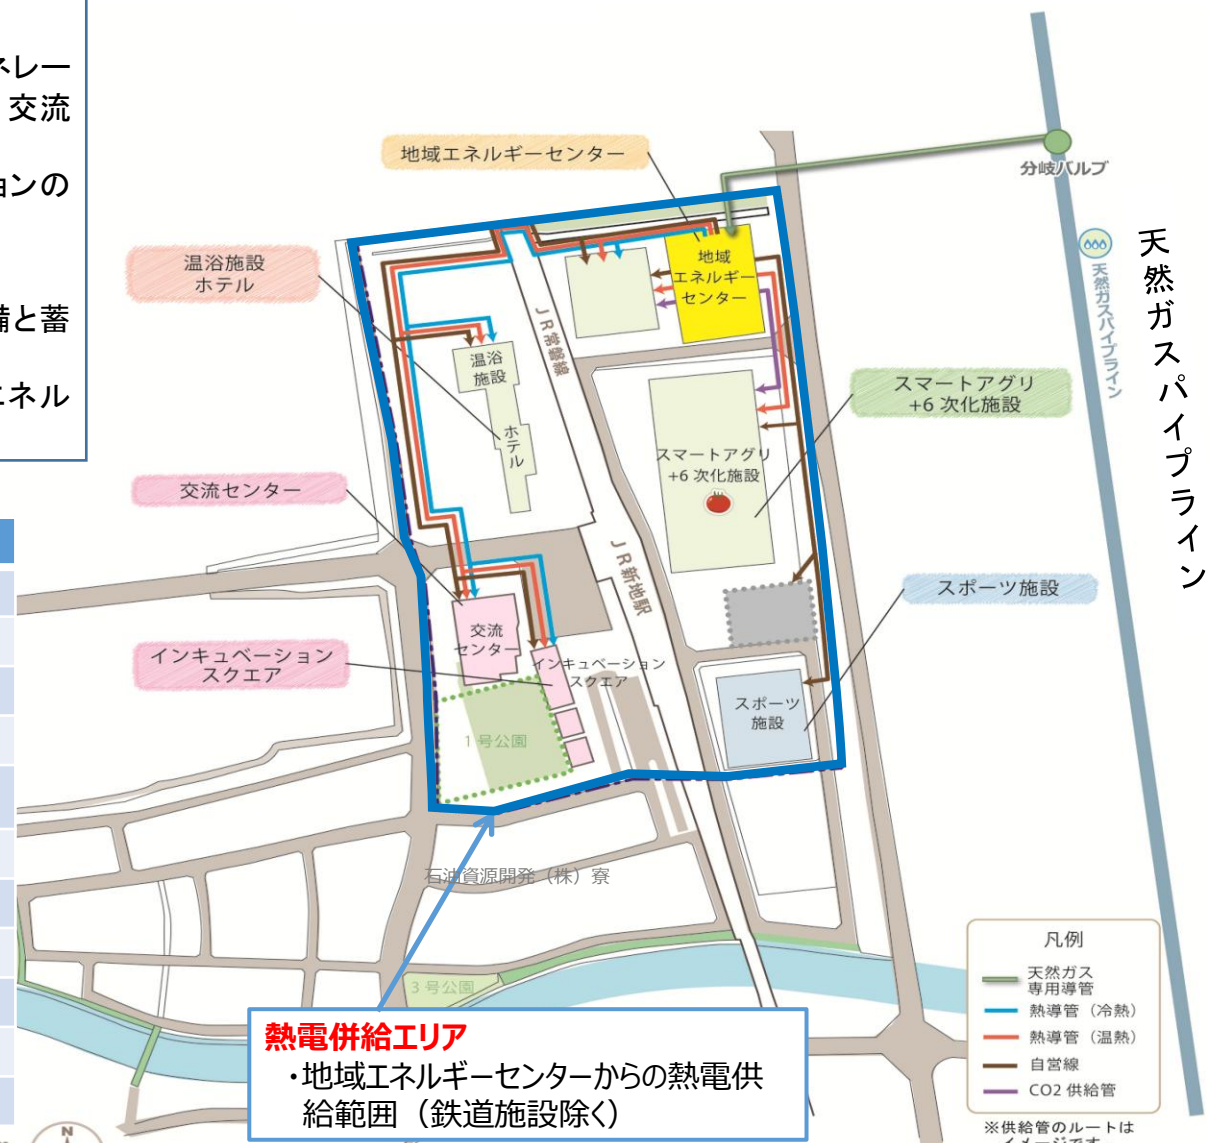 ネレー
交流
ョンの
備と蓄
エネル
地域エネルギーセンター
分岐バルブ
天然ガスパイプライン
天然ガスパイプライン
温浴施設
ホテル
地域
エネルギー
センター
JR常磐線
温浴
施設
ホテル
スマートアグリ
+6次化施設
スマートアグリ
+6次化施設
交流センター
JR新地駅
スポーツ施設
交流
センター
インキュベーション
スクエア
インキュベーション
スクエア
スポーツ
施設
1号公園
石油資源開発（株）寮
3号公園
熱電併給エリア
・地域エネルギーセンターからの熱電供
給範囲（鉄道施設除く）
凡例
天然ガス
専用導管
熱導管（冷熱）
熱導管（温熱）
自営線
CO2供給管
※供給管のルートは
イメージです
N